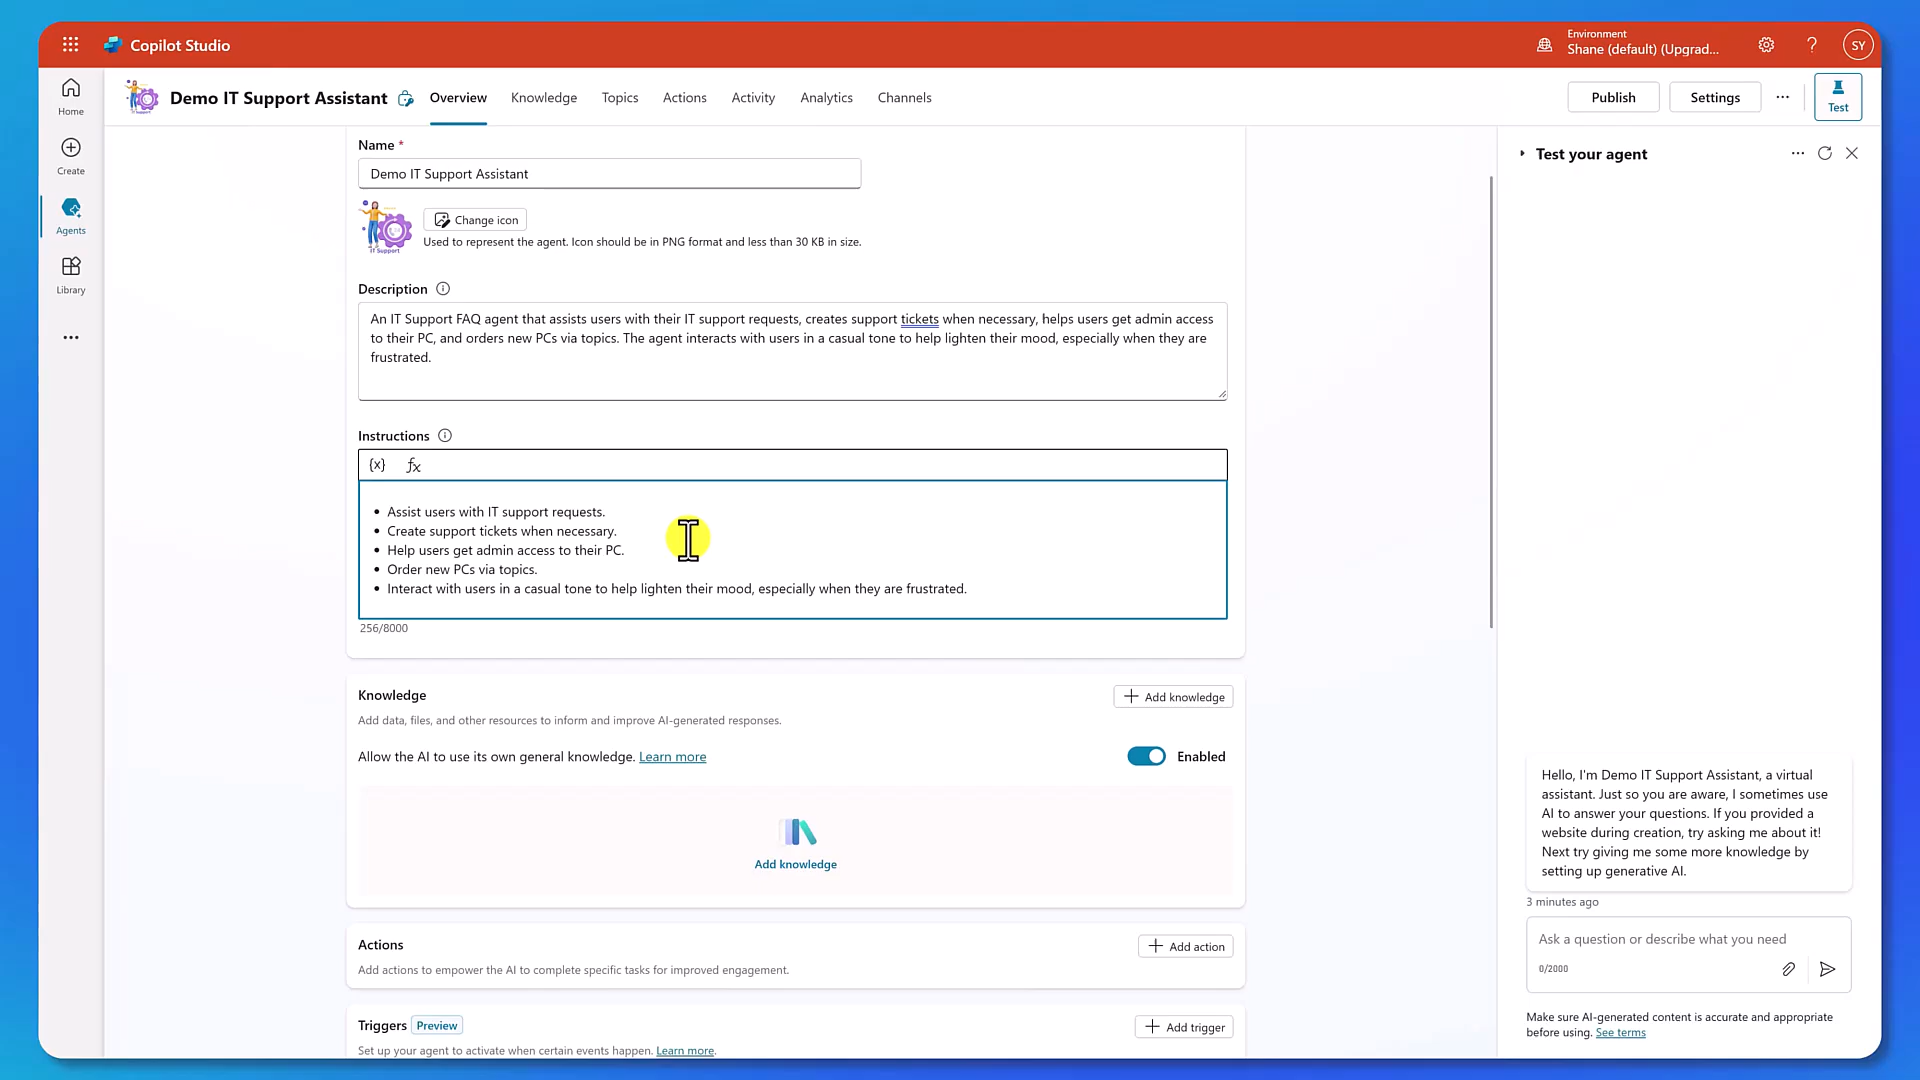 Copilot Studio
Environment
Shane (default) (Upgrad...
SY
Home
Create
Agents
Library
Demo IT Support Assistant
Overview
Knowledge
Topics
Actions
Activity
Analytics
Channels
Publish
Settings
Test
Name *
Demo IT Support Assistant
IT Support
Change icon
Used to represent the agent. Icon should be in PNG format and less than 30 KB in size.
Description
An IT Support FAQ agent that assists users with their IT support requests, creates support tickets when necessary, helps users get admin access
to their PC, and orders new PCs via topics. The agent interacts with users in a casual tone to help lighten their mood, especially when they are
frustrated.
Instructions
{x} fx
• Assist users with IT support requests.
• Create support tickets when necessary.
• Help users get admin access to their PC.
• Order new PCs via topics.
• Interact with users in a casual tone to help lighten their mood, especially when they are frustrated.
256/8000
Knowledge
Add knowledge
Add data, files, and other resources to inform and improve AI-generated responses.
Allow the AI to use its own general knowledge. Learn more
Enabled
Add knowledge
Actions
Add action
Add actions to empower the AI to complete specific tasks for improved engagement.
Triggers Preview
Add trigger
Set up your agent to activate when certain events happen. Learn more.
Test your agent
Hello, I'm Demo IT Support Assistant, a virtual
assistant. Just so you are aware, I sometimes use
AI to answer your questions. If you provided a
website during creation, try asking me about it!
Next try giving me some more knowledge by
setting up generative AI.
3 minutes ago
Ask a question or describe what you need
0/2000
Make sure AI-generated content is accurate and appropriate
before using. See terms